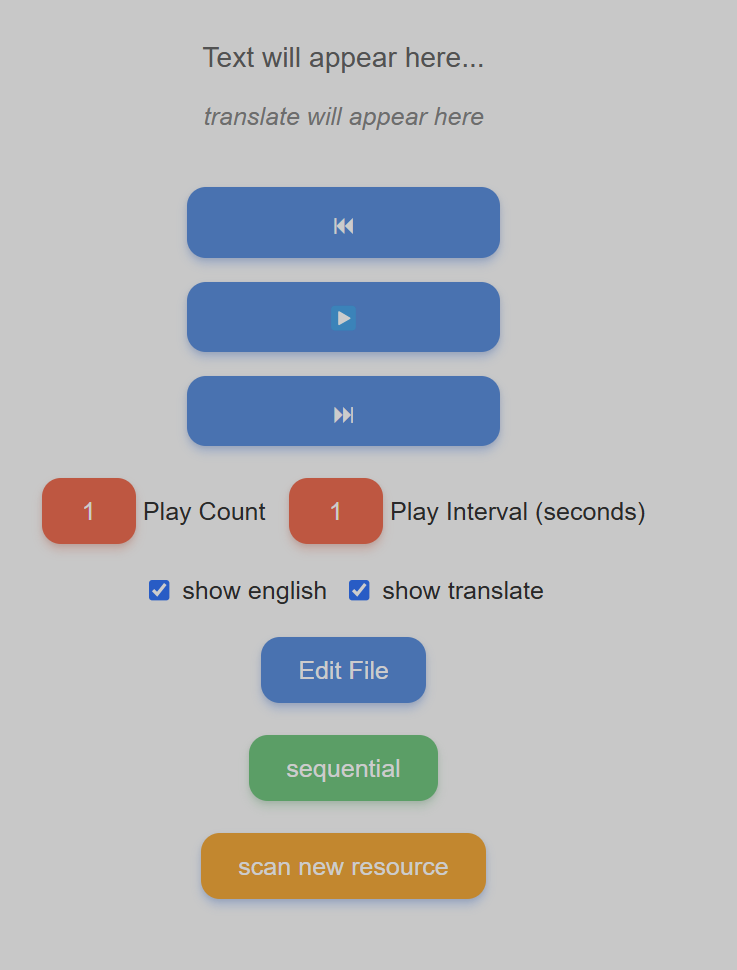 Text will appear here...
translate will appear here
⏮
▶
⏭
1 Play Count 1 Play Interval (seconds)
show english show translate
Edit File
sequential
scan new resource